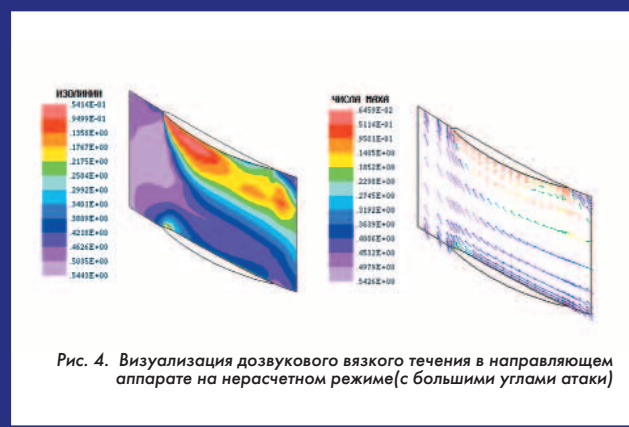 ИЗОЛИНИИ
.5414E-01
.9499E-01
.1358E+00
.1767E+00
.2175E+00
.2584E+00
.2992E+00
.3401E+00
.3809E+00
.4218E+00
.4626E+00
.5035E+00
.5443E+00
ЧИСЛА МАХА
.6459E-02
.5114E-01
.9581E-01
.1405E+00
.1852E+00
.2298E+00
.2745E+00
.3192E+00
.3639E+00
.4086E+00
.4532E+00
.4979E+00
.5426E+00
Рис. 4. Визуализация дозвукового вязкого течения в направляющем
аппарате на нерасчетном режиме(с большими углами атаки)